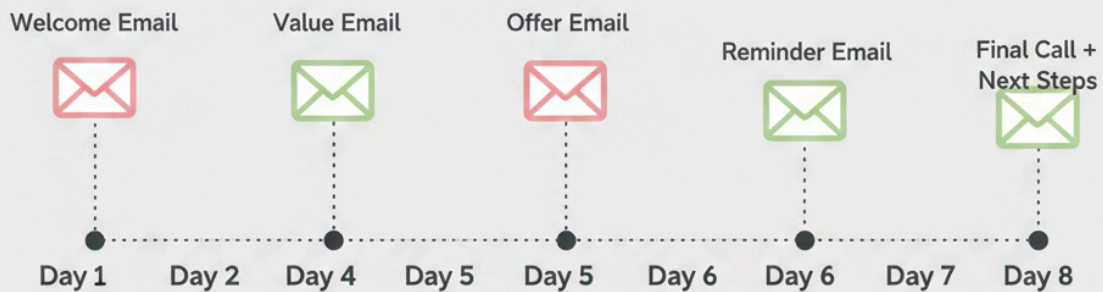 Welcome Email
Value Email
Offer Email
Reminder Email
Final Call +
Next Steps
Day 1 Day 2 Day 4 Day 5 Day 5 Day 6 Day 6 Day 7 Day 8